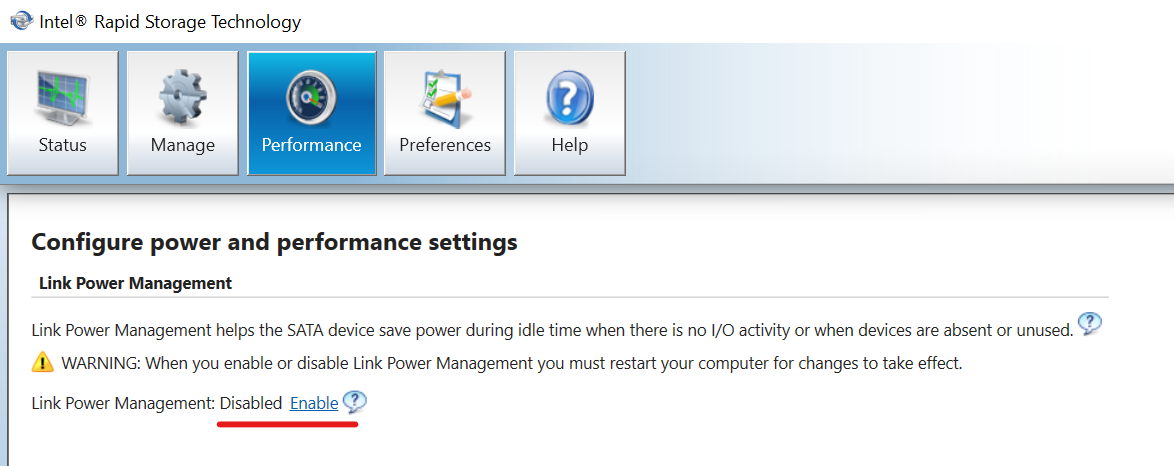 Intel® Rapid Storage Technology
Status Manage Performance Preferences Help
Configure power and performance settings
Link Power Management
Link Power Management helps the SATA device save power during idle time when there is no I/O activity or when devices are absent or unused.
WARNING: When you enable or disable Link Power Management you must restart your computer for changes to take effect.
Link Power Management: Disabled Enable